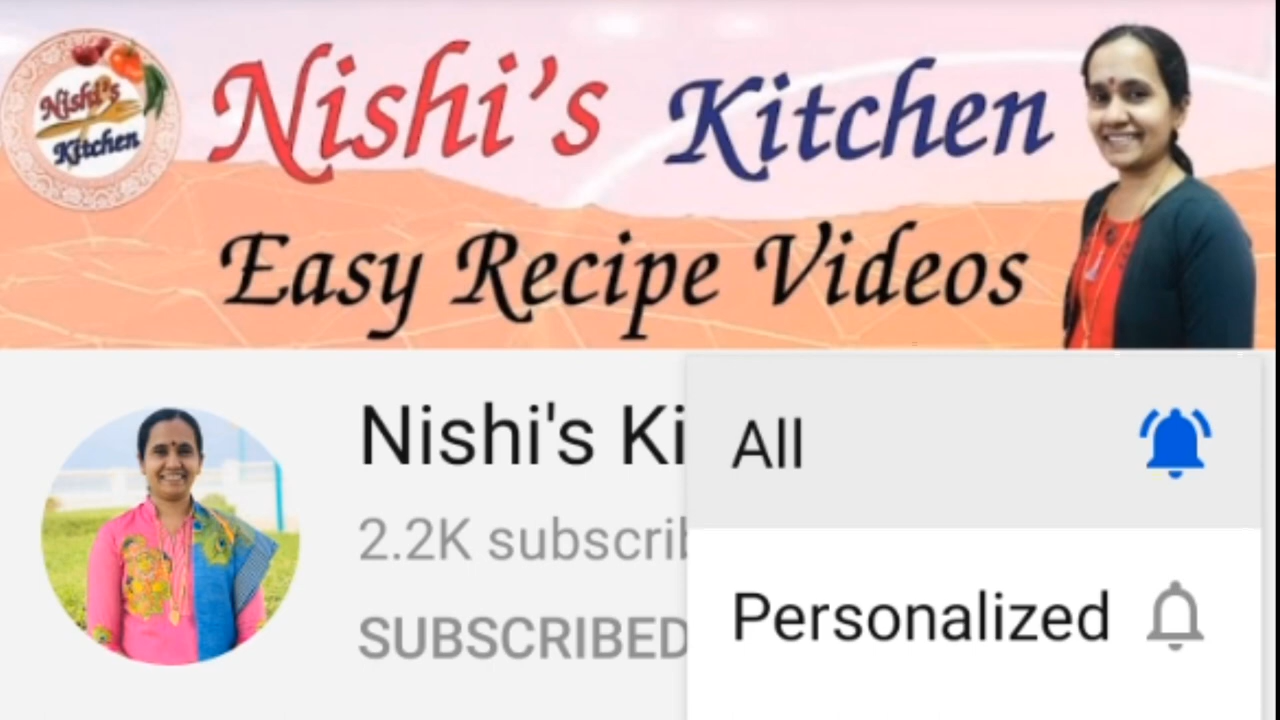 Nishi's
Kitchen
Nishi's Kitchen
Easy Recipe Videos
Nishi's Ki
All
2.2K subscrib
Personalized
SUBSCRIBED